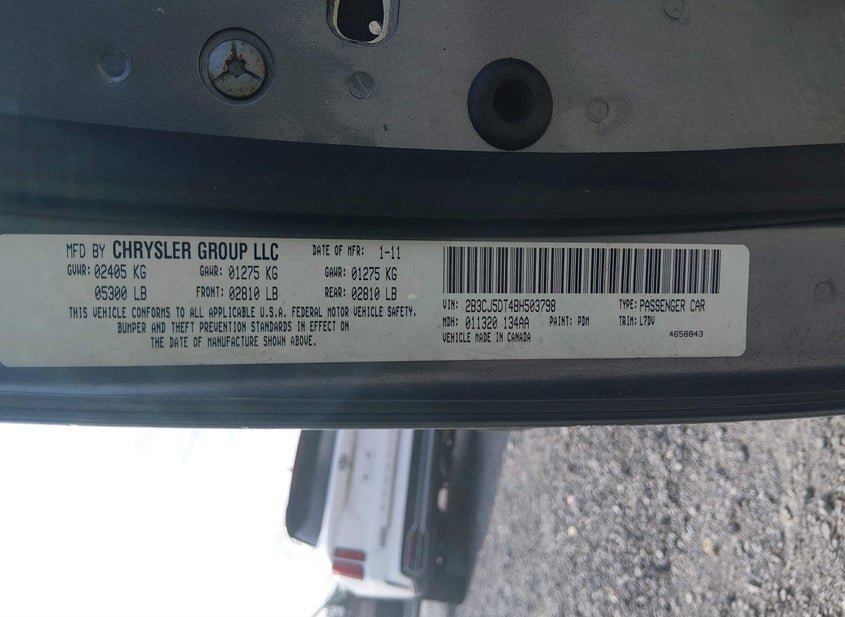 MFD BY CHRYSLER GROUP LLC DATE OF MFR: 1-11
GVWR: 02405 KG GAWR: 01275 KG GAWR: 01275 KG
05300 LB FRONT: 02810 LB REAR: 02810 LB
THIS VEHICLE CONFORMS TO ALL APPLICABLE U.S.A. FEDERAL MOTOR VEHICLE SAFETY,
BUMPER AND THEFT PREVENTION STANDARDS IN EFFECT ON
THE DATE OF MANUFACTURE SHOWN ABOVE.
VIN: 2B3CJ5DT4BH503798 TYPE: PASSENGER CAR
MDH: 011320 134AA PAINT: PDM TRIM: L7DV
VEHICLE MADE IN CANADA 4658843